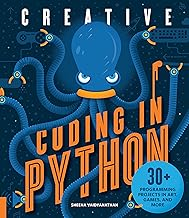 CREATIVE
CODING IN
PYTHON
30+
PROGRAMMING
PROJECTS IN ART,
GAMES, AND
MORE
SHEENA VAIDYANATHAN